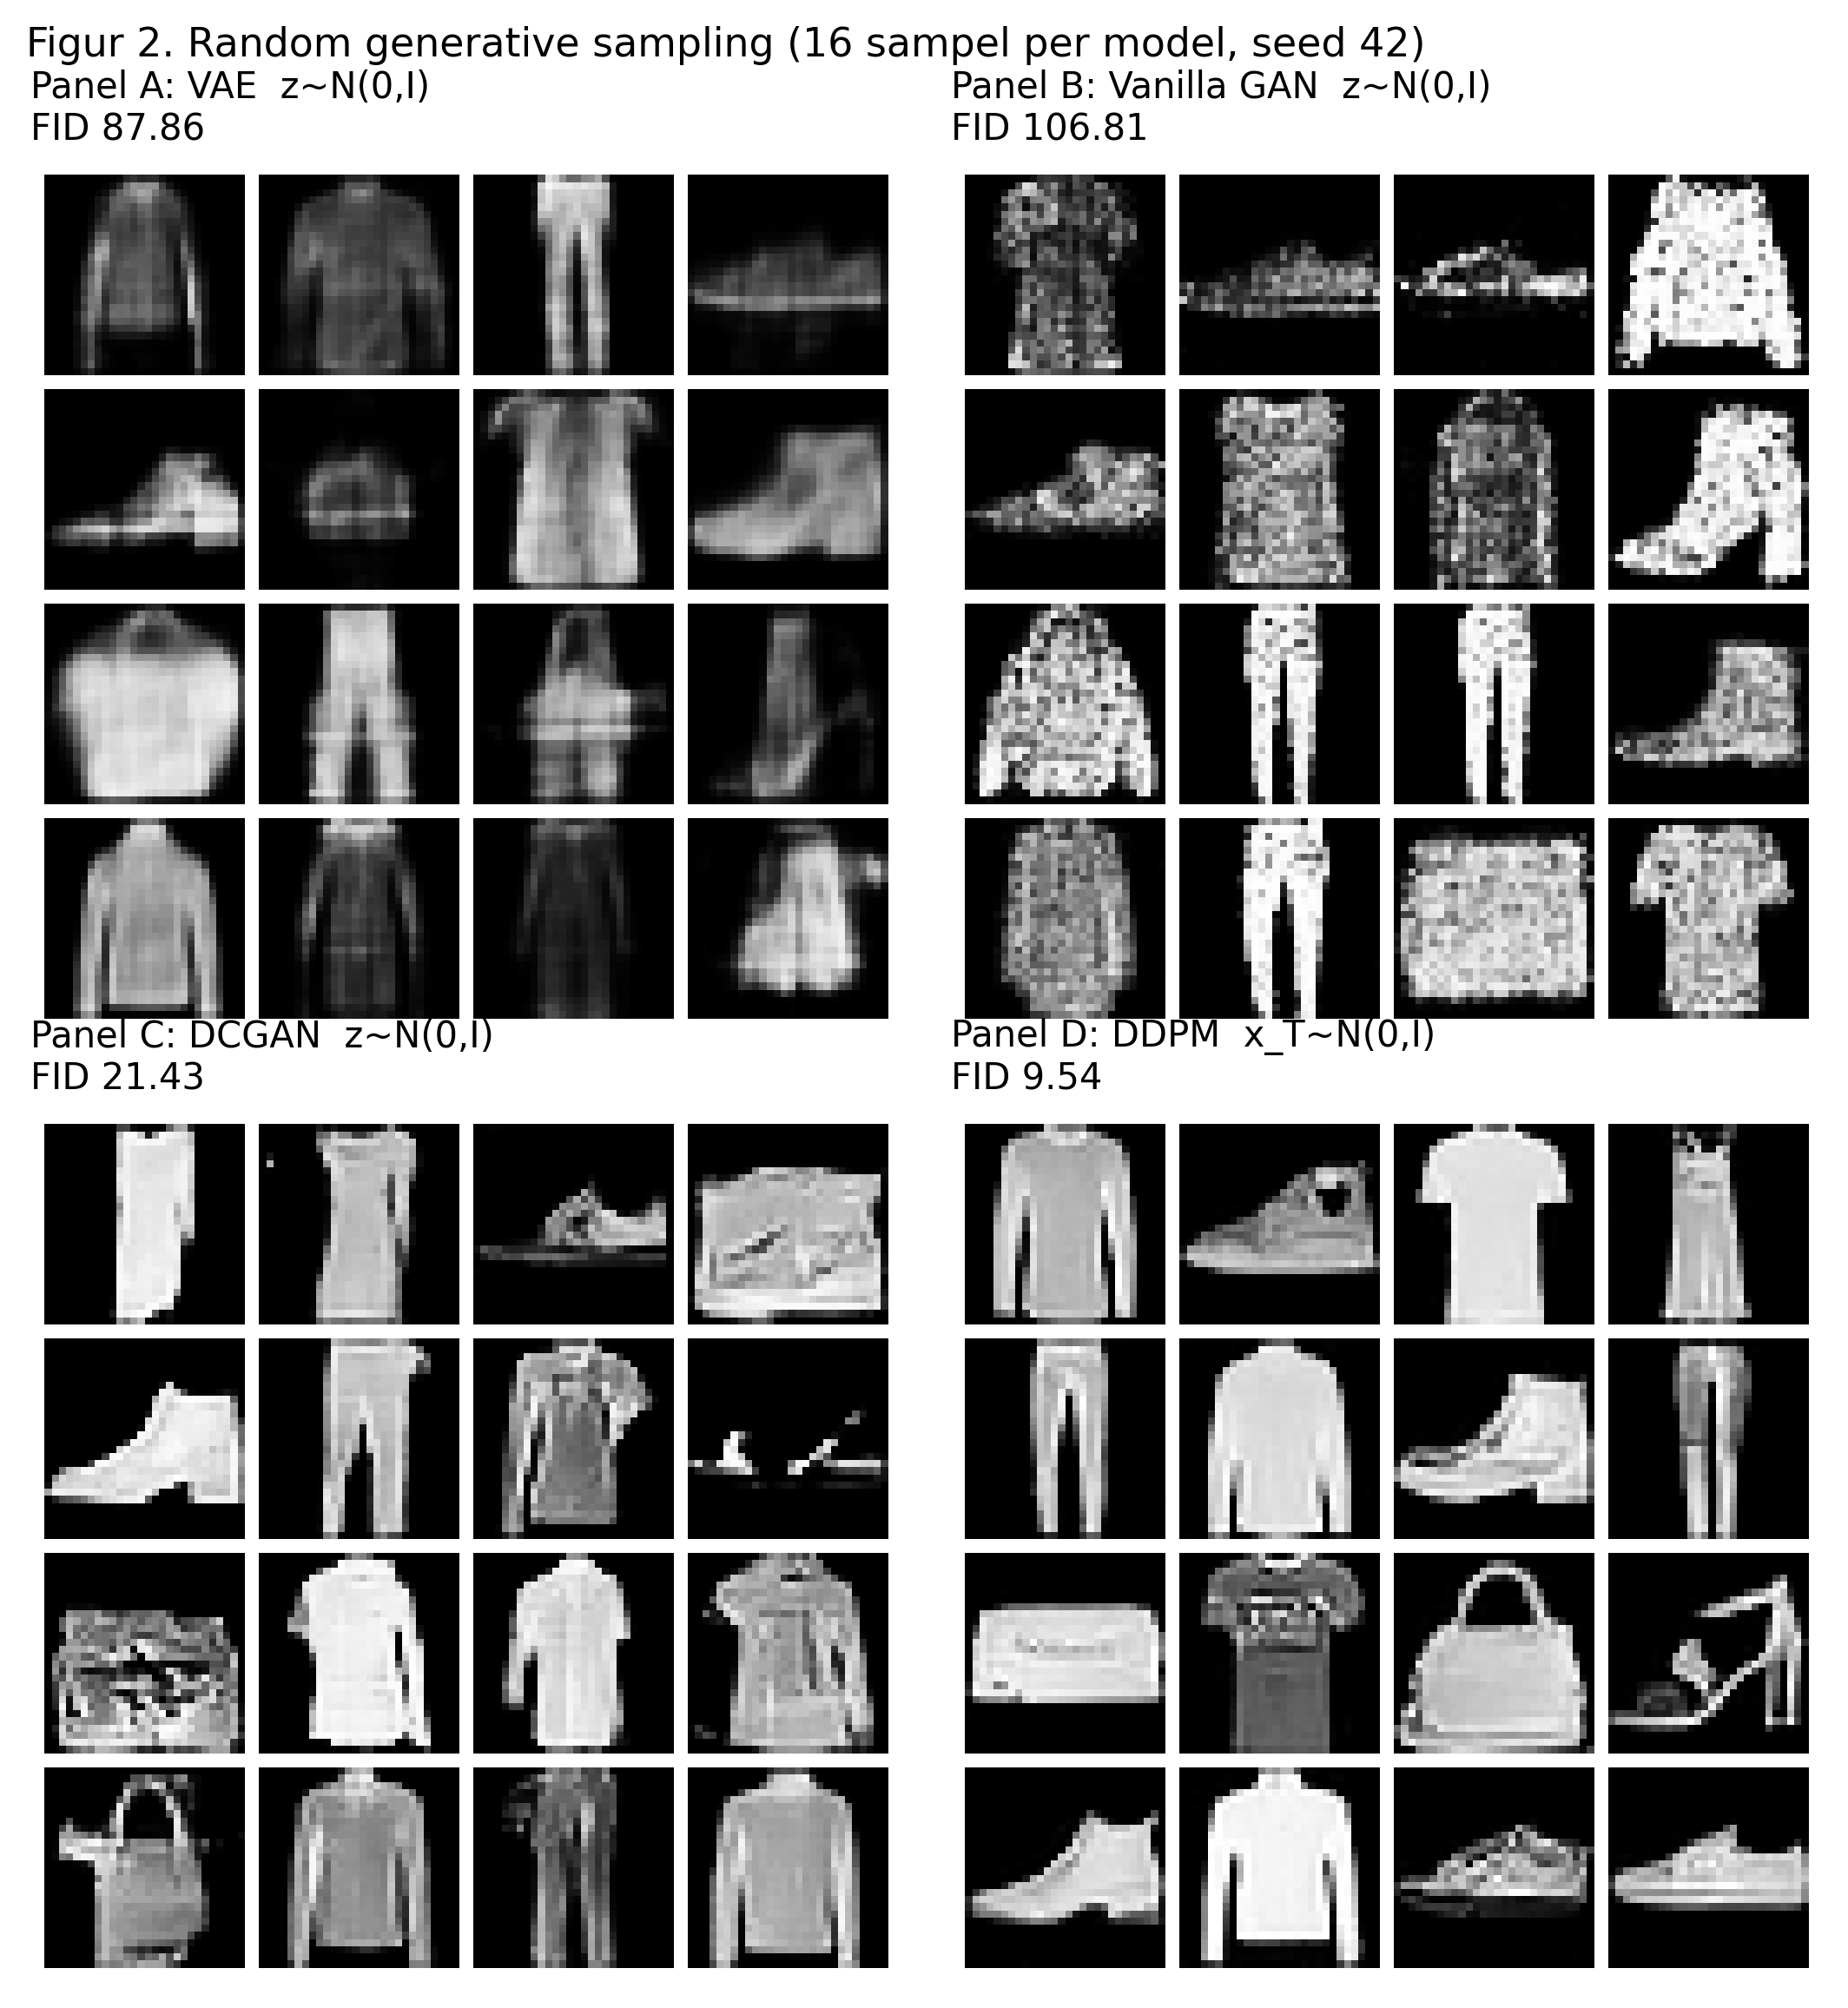 Figur 2. Random generative sampling (16 sampel per model, seed 42)
Panel A: VAE  z~N(0,I)
FID 87.86
Panel B: Vanilla GAN  z~N(0,I)
FID 106.81
Panel C: DCGAN  z~N(0,I)
FID 21.43
Panel D: DDPM  x_T~N(0,I)
FID 9.54